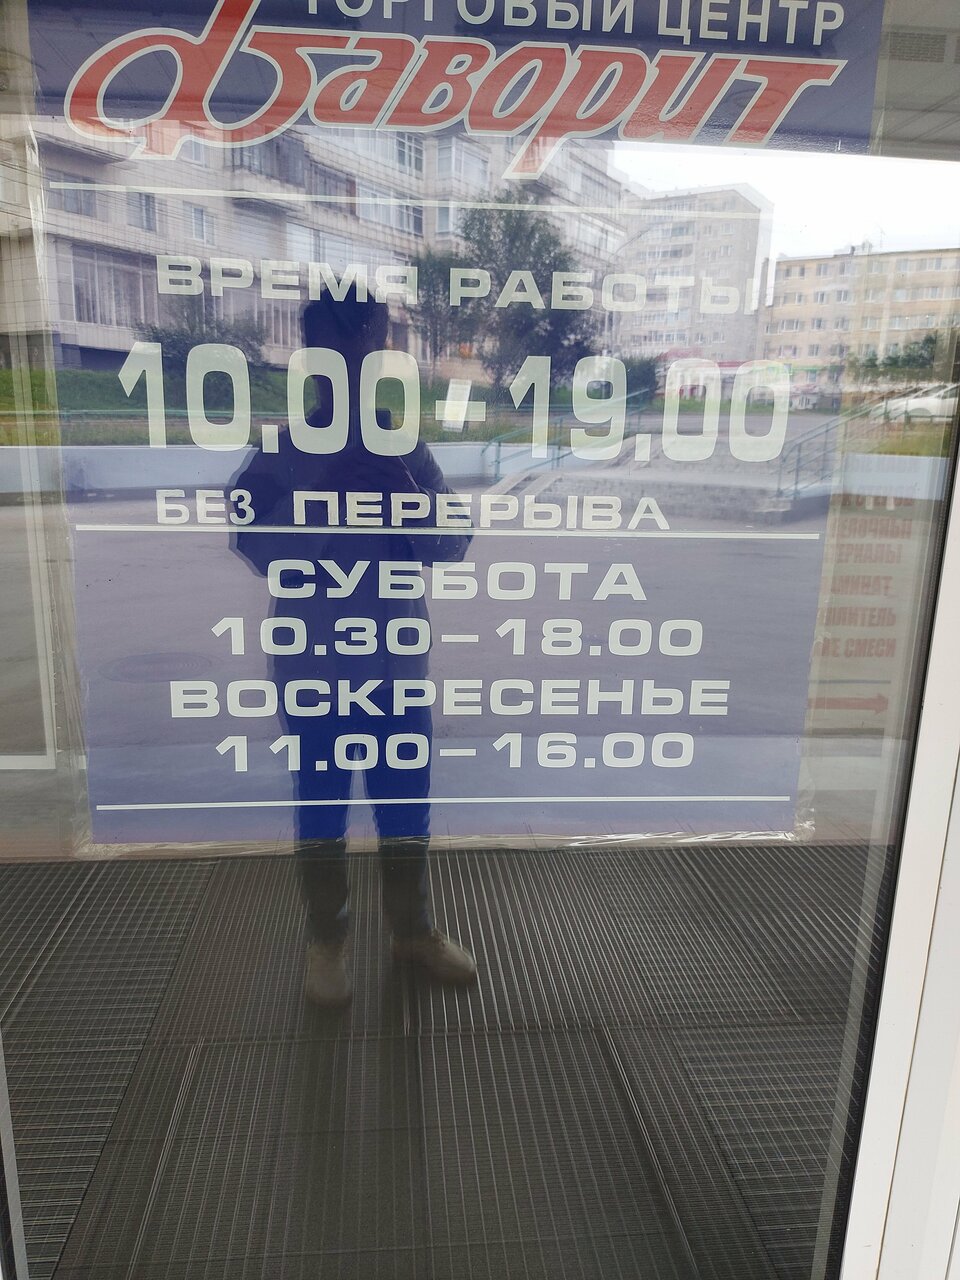 ТОРГОВЫЙ ЦЕНТР
Фаворит
ВРЕМЯ РАБОТЫ
10.00-19.00
БЕЗ ПЕРЕРЫВА
СУББОТА
10.30-18.00
ВОСКРЕСЕНЬЕ
11.00-16.00
СМЕСИ